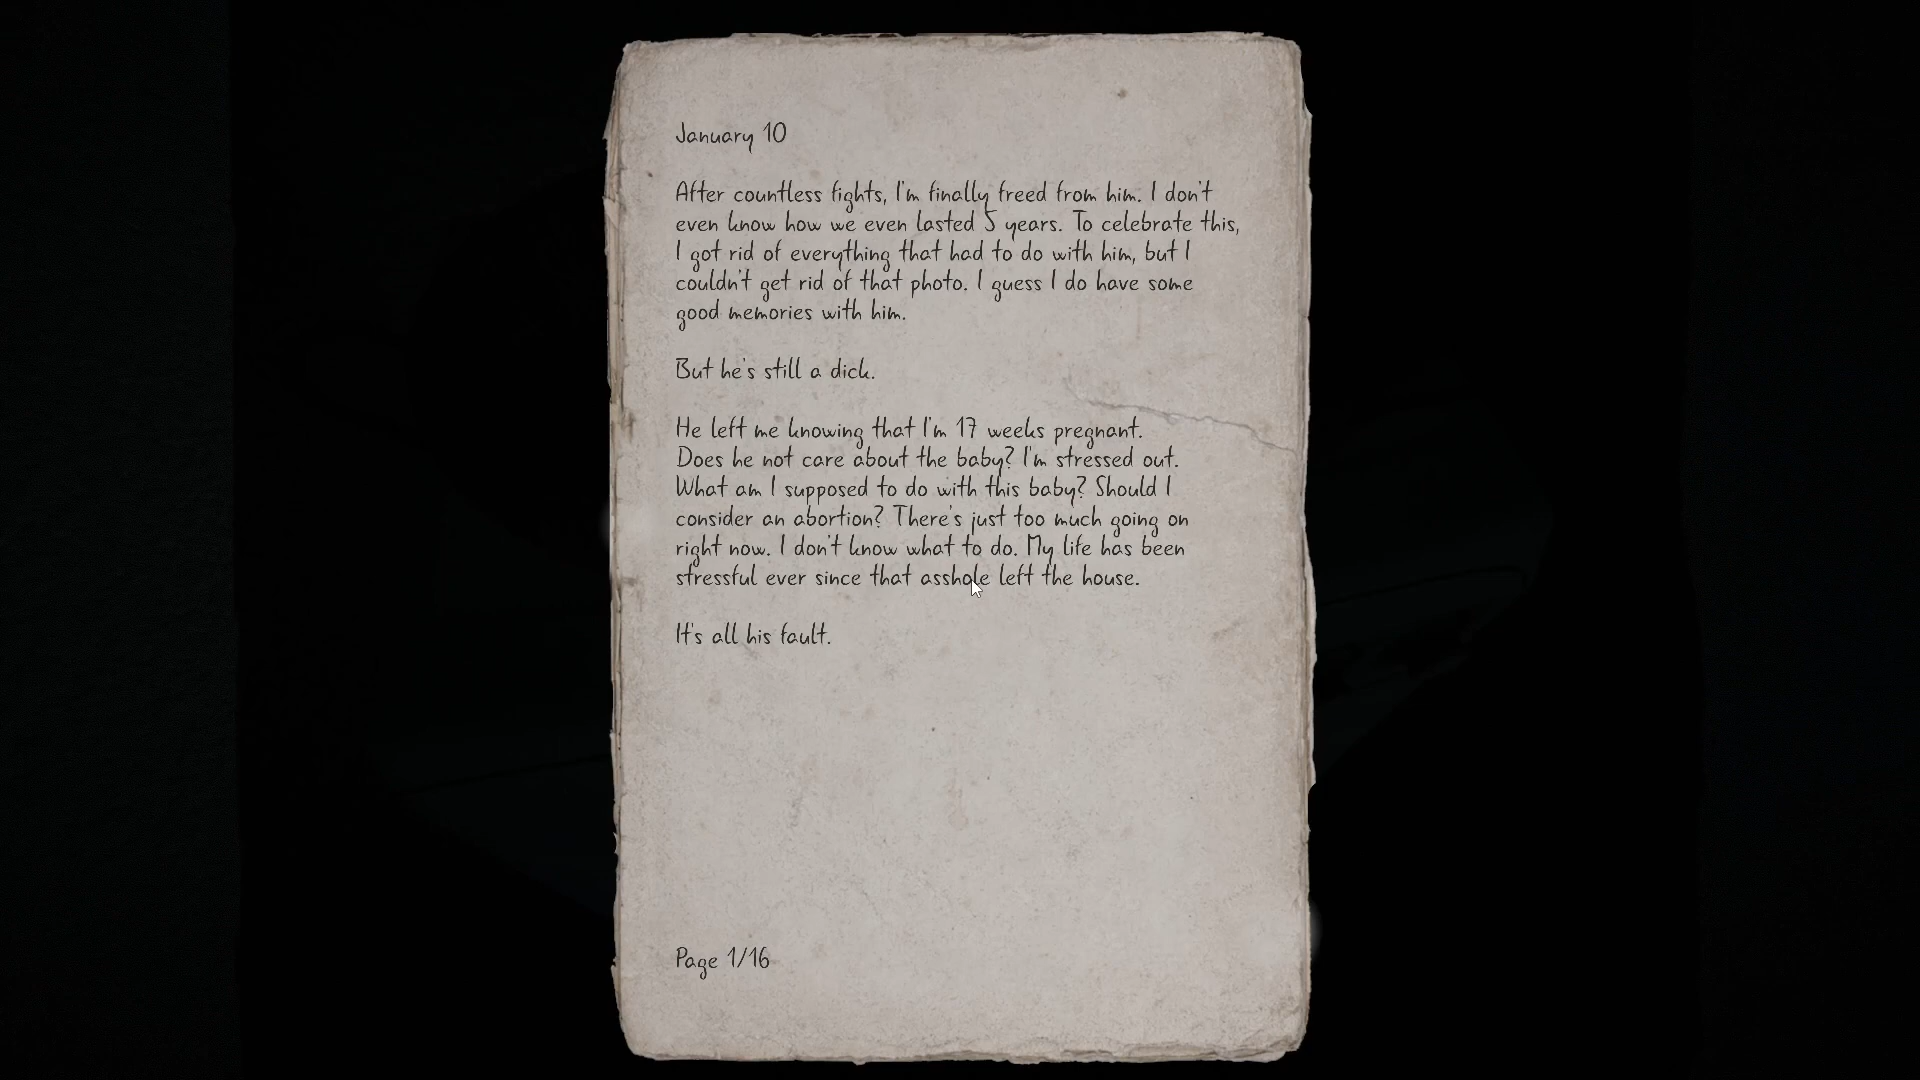 January 10
After countless fights, I'm finally freed from him. I don't
even know how we even lasted 5 years. To celebrate this,
I got rid of everything that had to do with him, but I
couldn't get rid of that photo. I guess I do have some
good memories with him.
But he's still a dick.
He left me knowing that I'm 17 weeks pregnant.
Does he not care about the baby? I'm stressed out.
What am I supposed to do with this baby? Should I
consider an abortion? There's just too much going on
right now. I don't know what to do. My life has been
stressful ever since that asshole left the house.
It's all his fault.
Page 1/16